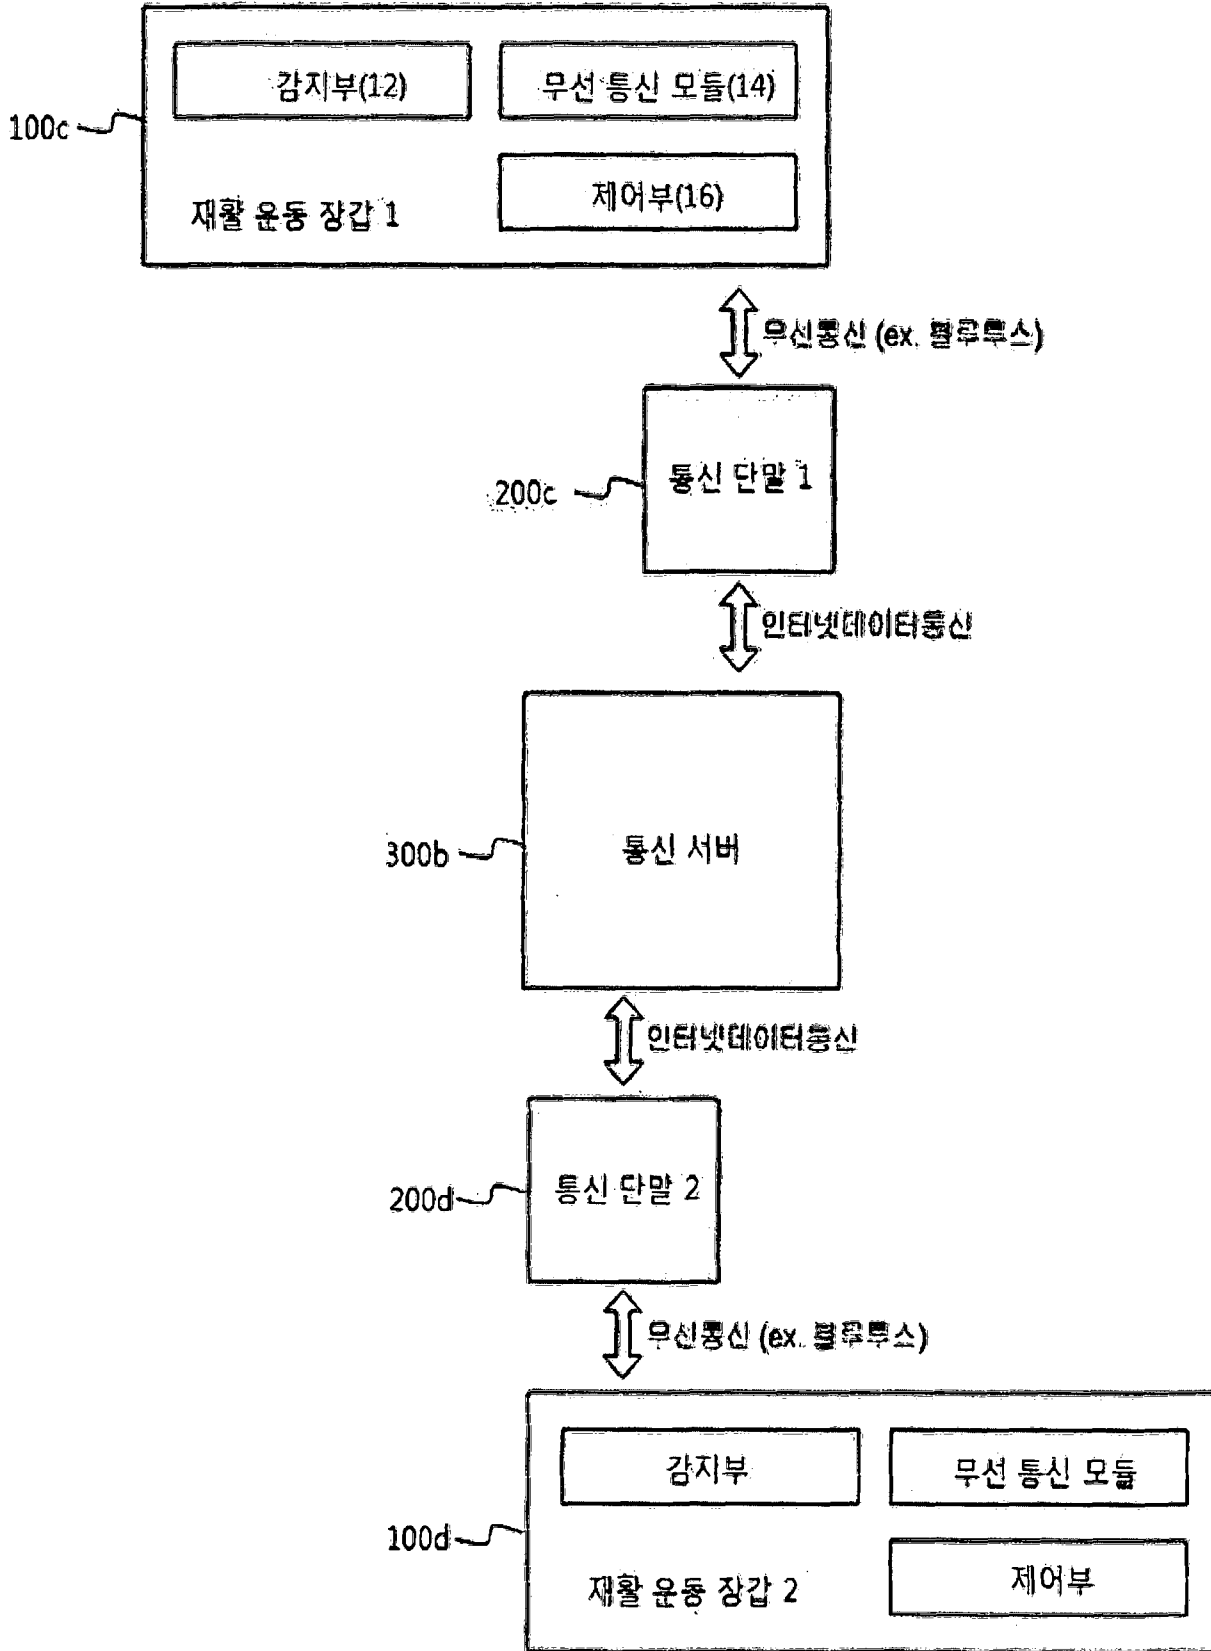 감지부(12)
무선 통신 모듈(14)
100c
제어부(16)
재활 운동 장갑 1
무선통신 (ex. 블루투스)
통신 단말 1
200c
인터넷데이터통신
통신 서버
300b
인터넷데이터통신
통신 단말 2
200d
무선통신 (ex. 블루투스)
감지부
무선 통신 모듈
100d
제어부
재활 운동 장갑 2